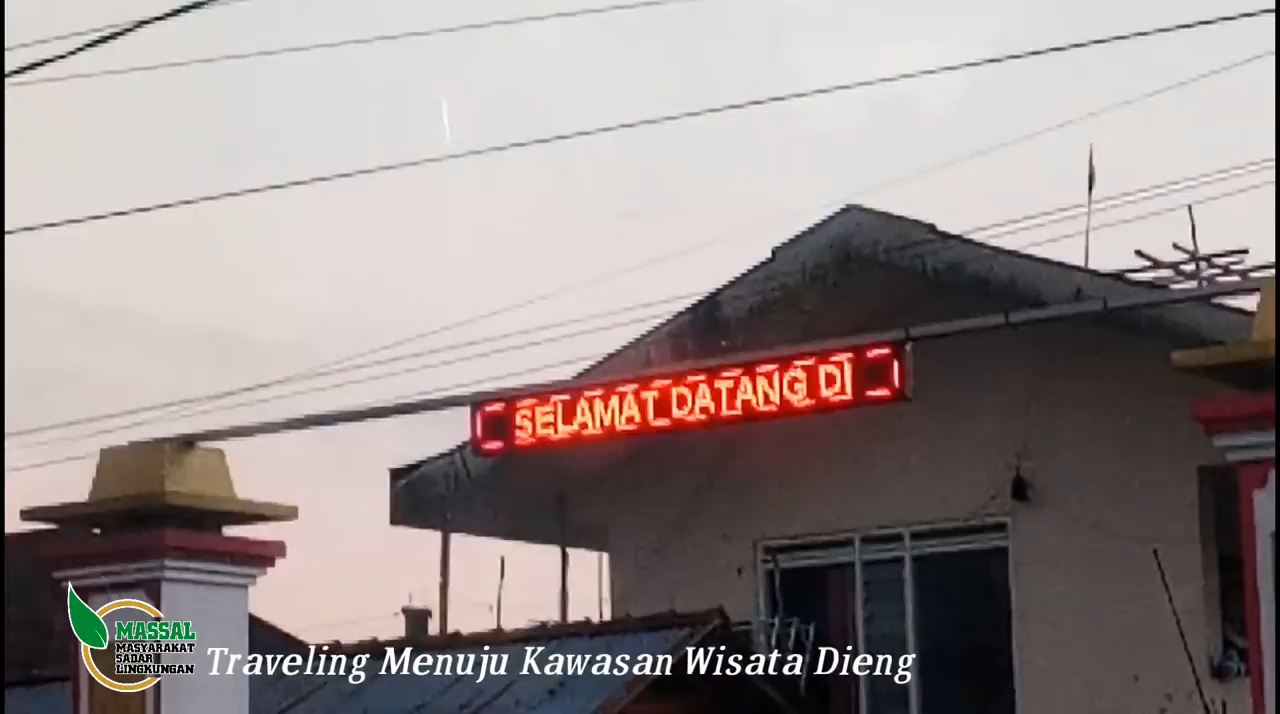 SELAMAT DATANG DI
MASSAL
MASYARAKAT
SADAR
LINGKUNGAN
Traveling Menuju Kawasan Wisata Dieng